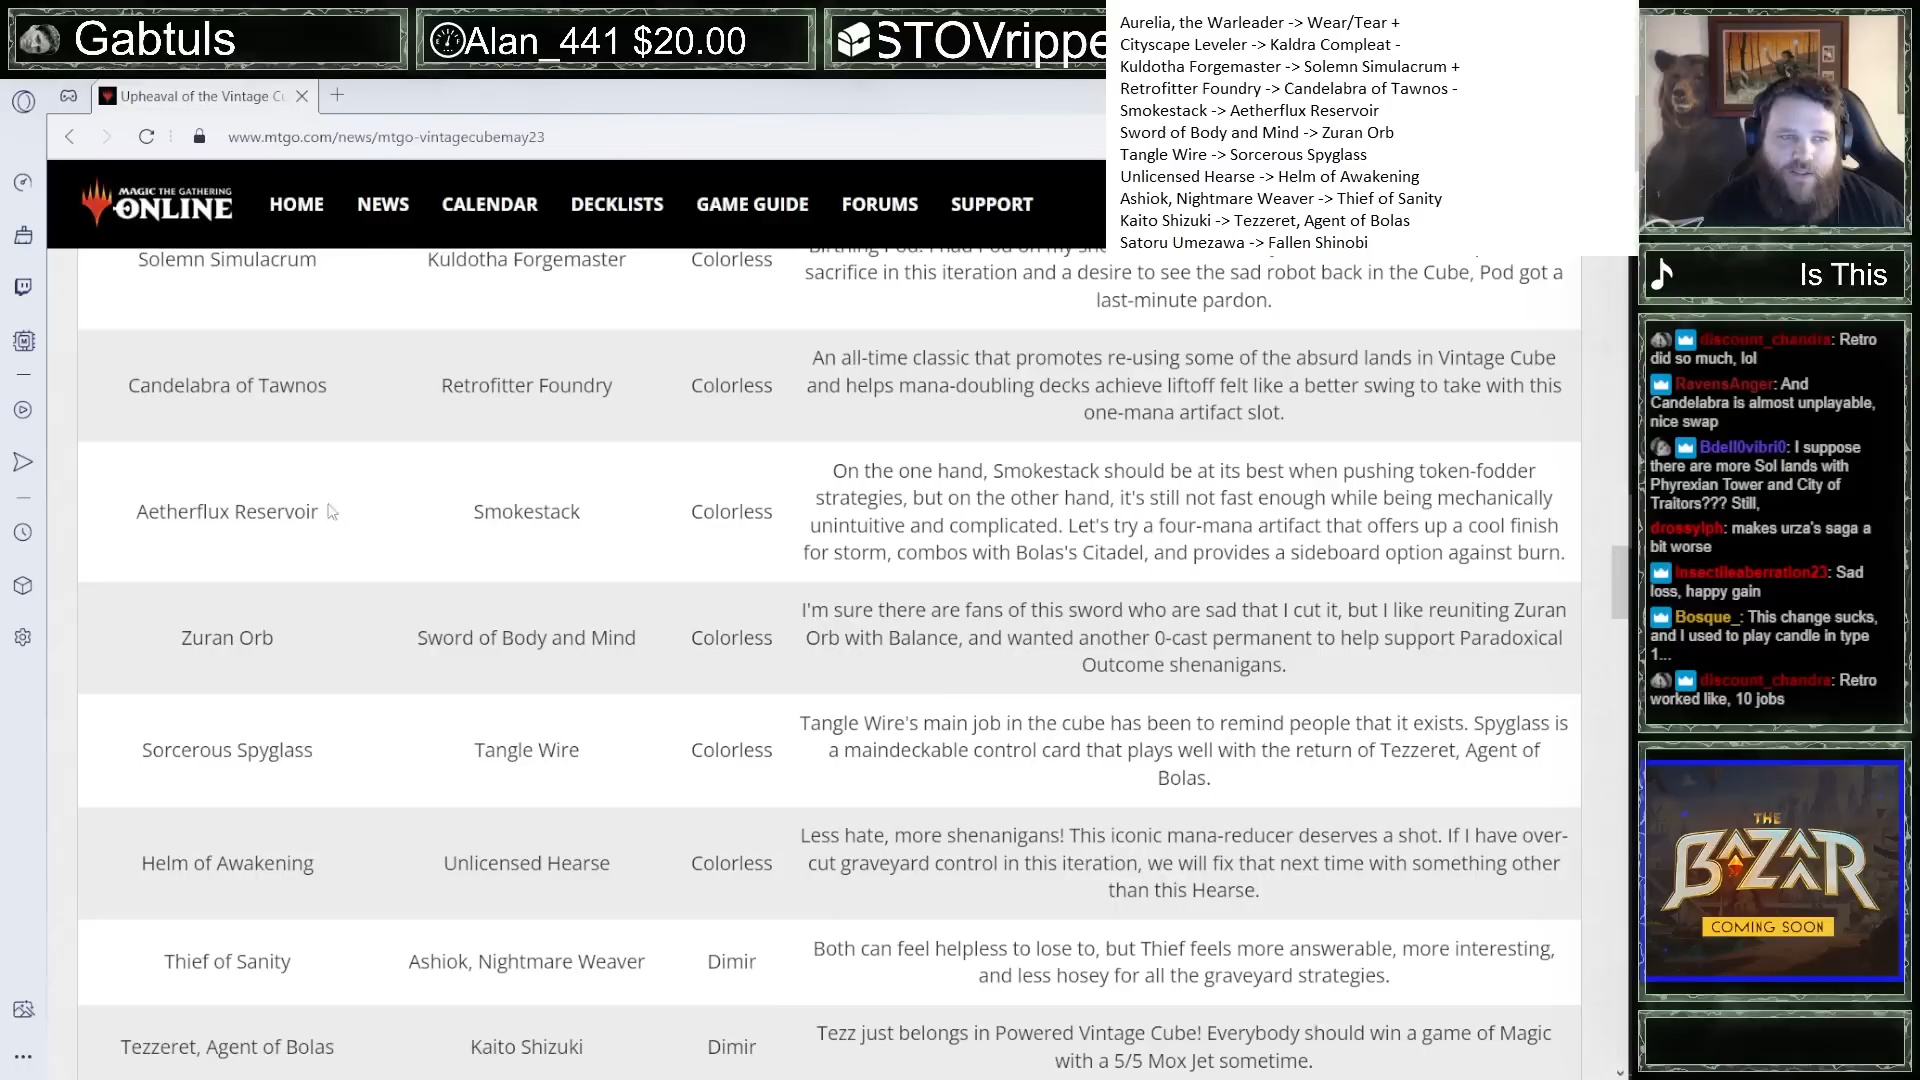 Gabtuls
Alan_441 $20.00
STOVrippe
Aurelia, the Warleader -> Wear/Tear +
Cityscape Leveler -> Kaldra Compleat -
Kuldotha Forgemaster -> Solemn Simulacrum +
Retrofitter Foundry -> Candelabra of Tawnos -
Smokestack -> Aetherflux Reservoir
Sword of Body and Mind -> Zuran Orb
Tangle Wire -> Sorcerous Spyglass
Unlicensed Hearse -> Helm of Awakening
Ashiok, Nightmare Weaver -> Thief of Sanity
Kaito Shizuki -> Tezzeret, Agent of Bolas
Satoru Umezawa -> Fallen Shinobi
Upheaval of the Vintage Cu
www.mtgo.com/news/mtgo-vintagecubemay23
MAGIC THE GATHERING
ONLINE
HOME NEWS CALENDAR DECKLISTS GAME GUIDE FORUMS SUPPORT
Solemn Simulacrum Kuldotha Forgemaster Colorless
sacrifice in this iteration and a desire to see the sad robot back in the Cube, Pod got a
last-minute pardon.
Candelabra of Tawnos Retrofitter Foundry Colorless
An all-time classic that promotes re-using some of the absurd lands in Vintage Cube
and helps mana-doubling decks achieve liftoff felt like a better swing to take with this
one-mana artifact slot.
Aetherflux Reservoir Smokestack Colorless
On the one hand, Smokestack should be at its best when pushing token-fodder
strategies, but on the other hand, it's still not fast enough while being mechanically
unintuitive and complicated. Let's try a four-mana artifact that offers up a cool finish
for storm, combos with Bolas's Citadel, and provides a sideboard option against burn.
Zuran Orb Sword of Body and Mind Colorless
I'm sure there are fans of this sword who are sad that I cut it, but I like reuniting Zuran
Orb with Balance, and wanted another 0-cast permanent to help support Paradoxical
Outcome shenanigans.
Sorcerous Spyglass Tangle Wire Colorless
Tangle Wire's main job in the cube has been to remind people that it exists. Spyglass is
a maindeckable control card that plays well with the return of Tezzeret, Agent of
Bolas.
Helm of Awakening Unlicensed Hearse Colorless
Less hate, more shenanigans! This iconic mana-reducer deserves a shot. If I have over-
cut graveyard control in this iteration, we will fix that next time with something other
than this Hearse.
Thief of Sanity Ashiok, Nightmare Weaver Dimir
Both can feel helpless to lose to, but Thief feels more answerable, more interesting,
and less hosey for all the graveyard strategies.
Tezzeret, Agent of Bolas Kaito Shizuki Dimir
Tezz just belongs in Powered Vintage Cube! Everybody should win a game of Magic
with a 5/5 Mox Jet sometime.
Is This
discount_chandra: Retro
did so much, lol
RavensAnger: And
Candelabra is almost unplayable,
nice swap
Bdell0vibri0: I suppose
there are more Sol lands with
Phyrexian Tower and City of
Traitors??? Still,
drossylph: makes urza's saga a
bit worse
insectileaberration23: Sad
loss, happy gain
Bosque_: This change sucks,
and I used to play candle in type
1...
discount_chandra: Retro
worked like, 10 jobs
THE
BAZAAR
COMING SOON